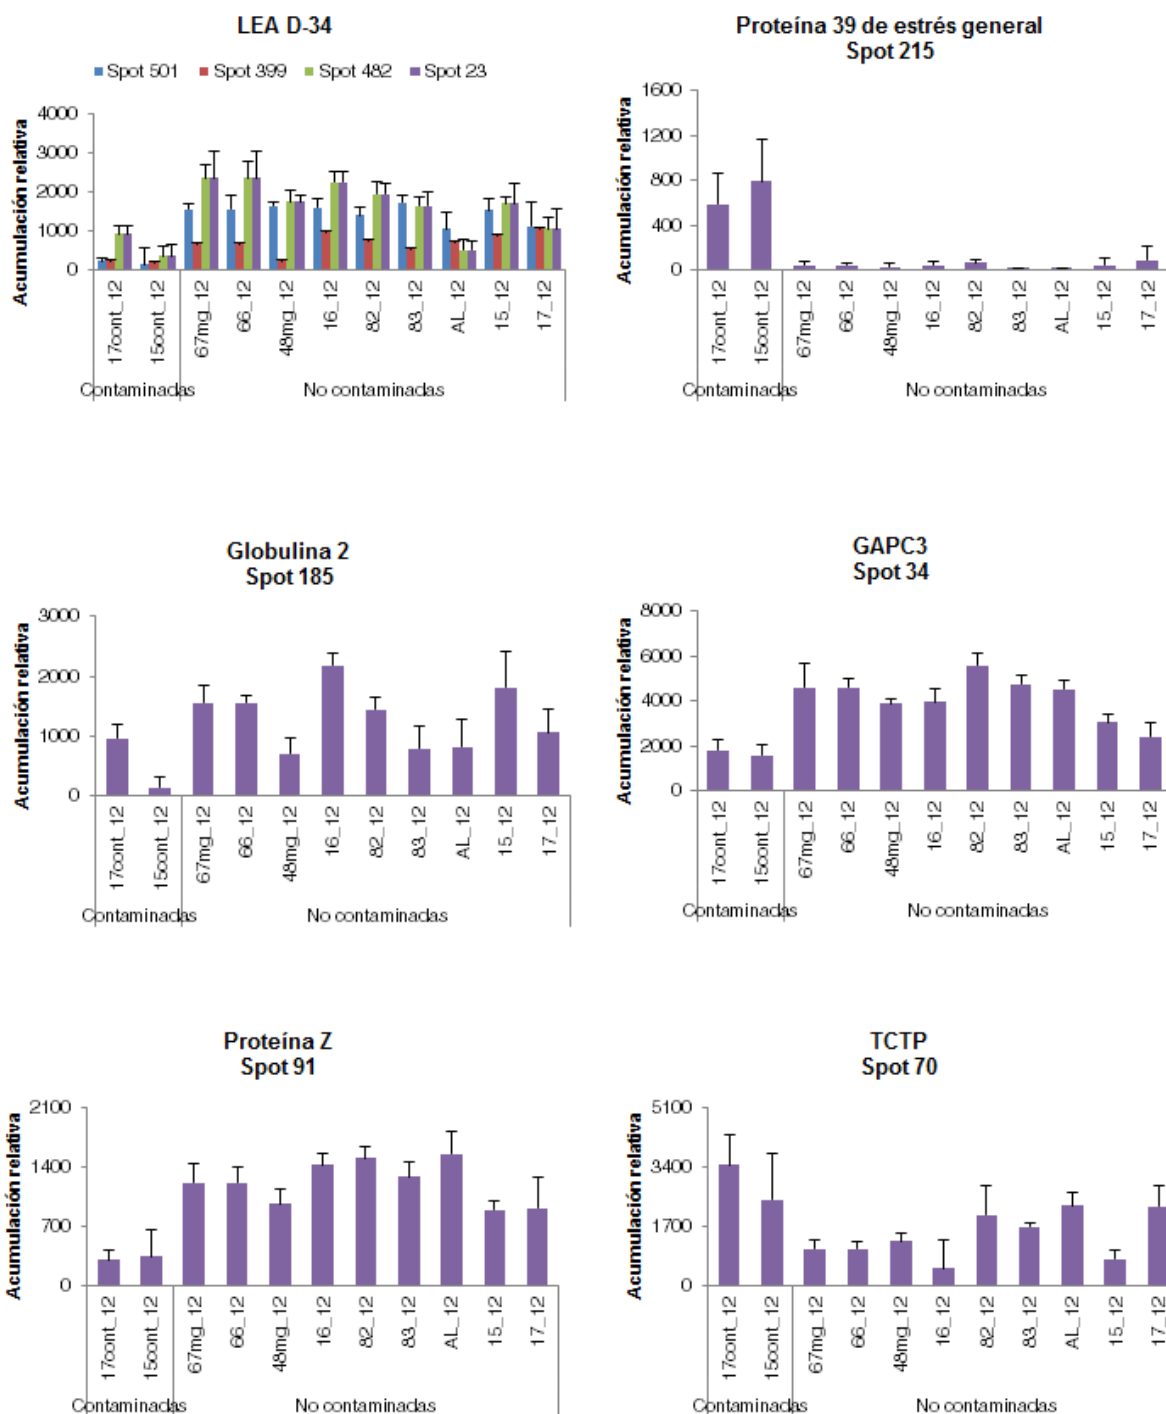 LEA D-34
Spot 501 Spot 399 Spot 482 Spot 23
Acumulación relativa
4000
3000
2000
1000
0
17cont_12
15cont_12
67mg_12
66_12
48mg_12
16_12
82_12
83_12
AL_12
15_12
17_12
Contaminadas
No contaminadas
Proteína 39 de estrés general
Spot 215
Acumulación relativa
1600
1200
800
400
0
17cont_12
15cont_12
67mg_12
66_12
48mg_12
16_12
82_12
83_12
AL_12
15_12
17_12
Contaminadas
No contaminadas
Globulina 2
Spot 185
Acumulación relativa
3000
2000
1000
0
17cont_12
15cont_12
67mg_12
66_12
48mg_12
16_12
82_12
83_12
AL_12
15_12
17_12
Contaminadas
No contaminadas
GAPC3
Spot 34
Acumulación relativa
8000
6000
4000
2000
0
17cont_12
15cont_12
67mg_12
66_12
48mg_12
16_12
82_12
83_12
AL_12
15_12
17_12
Contaminadas
No contaminadas
Proteína Z
Spot 91
Acumulación relativa
2100
1400
700
0
17cont_12
15cont_12
67mg_12
66_12
48mg_12
16_12
82_12
83_12
AL_12
15_12
17_12
Contaminadas
No contaminadas
TCTP
Spot 70
Acumulación relativa
5100
3400
1700
0
17cont_12
15cont_12
67mg_12
66_12
48mg_12
16_12
82_12
83_12
AL_12
15_12
17_12
Contaminadas
No contaminadas